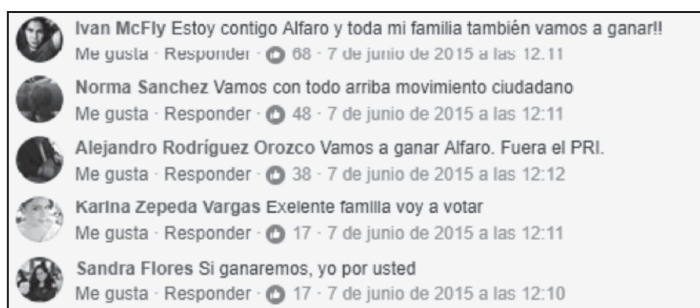 Ivan McFly Estoy contigo Alfaro y toda mi familia también vamos a ganar!!
Me gusta · Responder · 68 · 7 de junio de 2015 a las 12:11
Norma Sanchez Vamos con todo arriba movimiento ciudadano
Me gusta · Responder · 48 · 7 de junio de 2015 a las 12:11
Alejandro Rodríguez Orozco Vamos a ganar Alfaro. Fuera el PRI.
Me gusta · Responder · 38 · 7 de junio de 2015 a las 12:12
Karina Zepeda Vargas Exelente familia voy a votar
Me gusta · Responder · 17 · 7 de junio de 2015 a las 12:11
Sandra Flores Si ganaremos, yo por usted
Me gusta · Responder · 17 · 7 de junio de 2015 a las 12:10